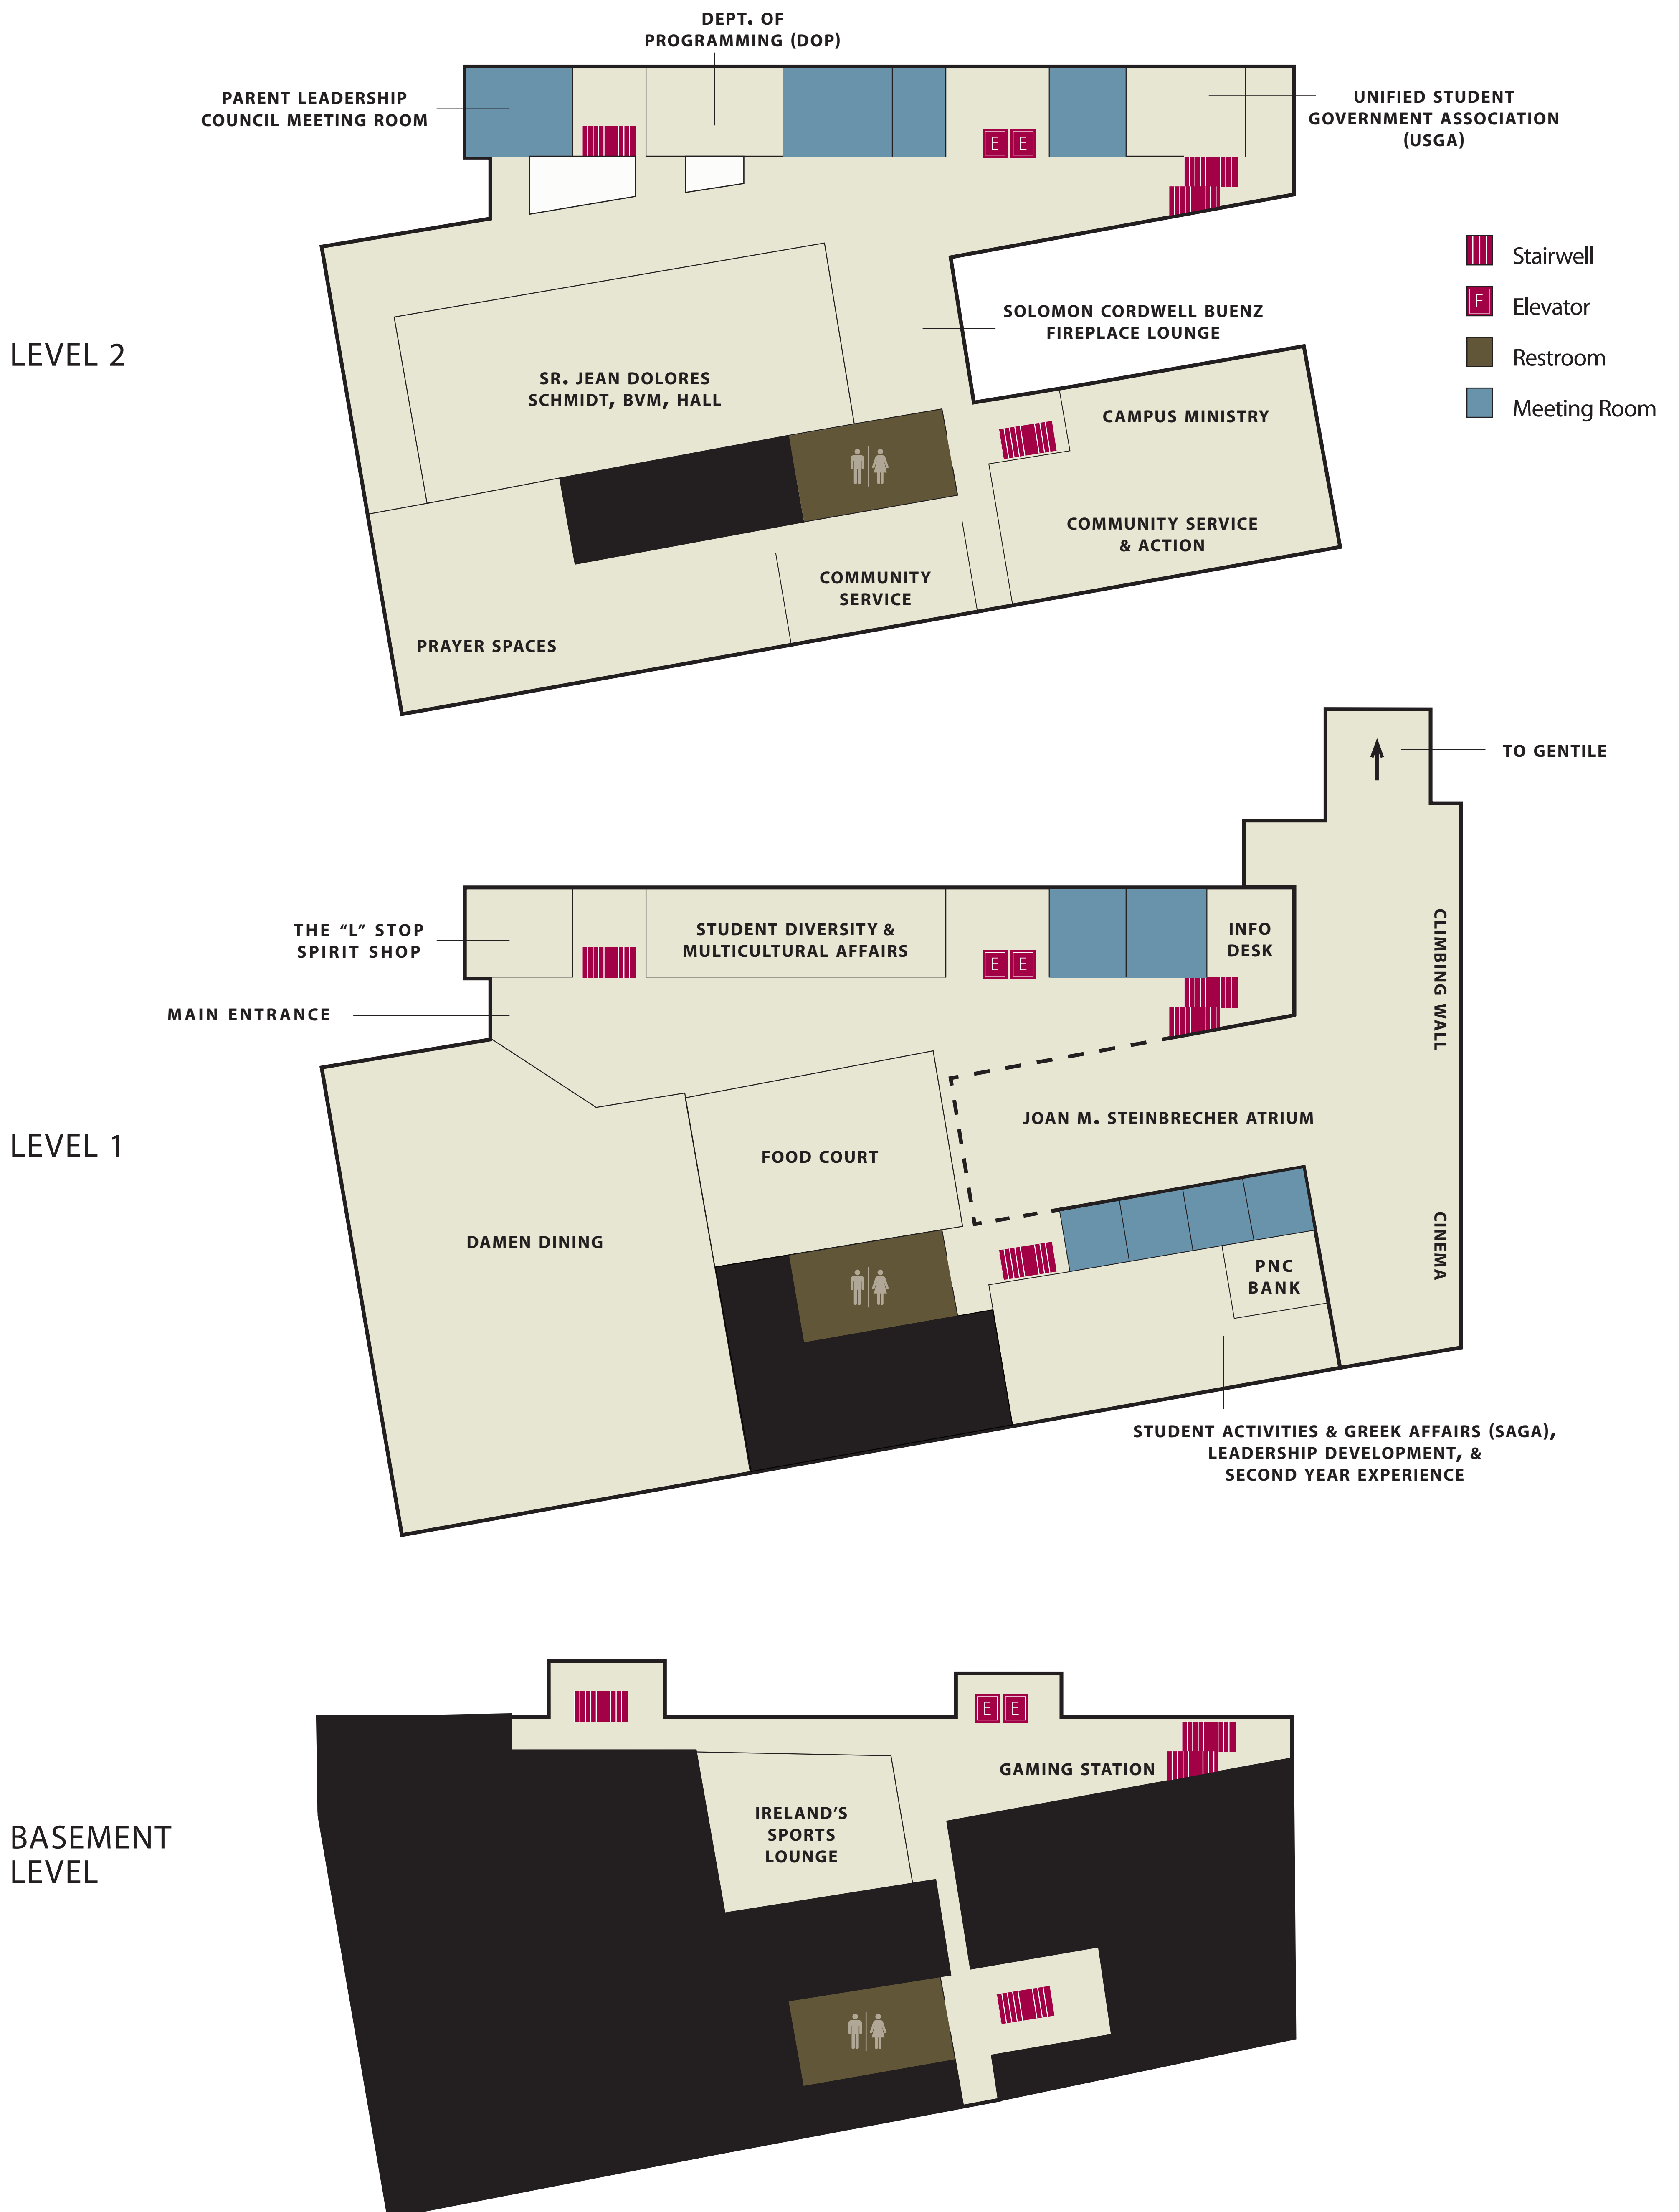 DEPT. OF
PROGRAMMING (DOP)
PARENT LEADERSHIP
COUNCIL MEETING ROOM
UNIFIED STUDENT
GOVERNMENT ASSOCIATION
(USGA)
E E
Stairwell
E Elevator
Restroom
Meeting Room
LEVEL 2
SOLOMON CORDWELL BUENZ
FIREPLACE LOUNGE
SR. JEAN DOLORES
SCHMIDT, BVM, HALL
CAMPUS MINISTRY
COMMUNITY SERVICE
& ACTION
COMMUNITY
SERVICE
PRAYER SPACES
TO GENTILE
THE “L” STOP
SPIRIT SHOP
STUDENT DIVERSITY &
MULTICULTURAL AFFAIRS
E E
INFO
DESK
CLIMBING WALL
MAIN ENTRANCE
LEVEL 1
JOAN M. STEINBRECHER ATRIUM
FOOD COURT
DAMEN DINING
CINEMA
PNC
BANK
STUDENT ACTIVITIES & GREEK AFFAIRS (SAGA),
LEADERSHIP DEVELOPMENT, &
SECOND YEAR EXPERIENCE
E E
GAMING STATION
IRELAND’S
SPORTS
LOUNGE
BASEMENT
LEVEL